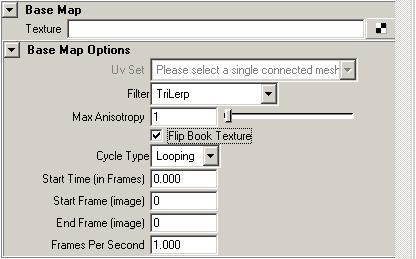 Base Map
Texture
Base Map Options
Uv Set Please select a single connected mesh
Filter TriLerp
Max Anisotropy 1
Flip Book Texture
Cycle Type Looping
Start Time (in Frames) 0.000
Start Frame (image) 0
End Frame (image) 0
Frames Per Second 1.000